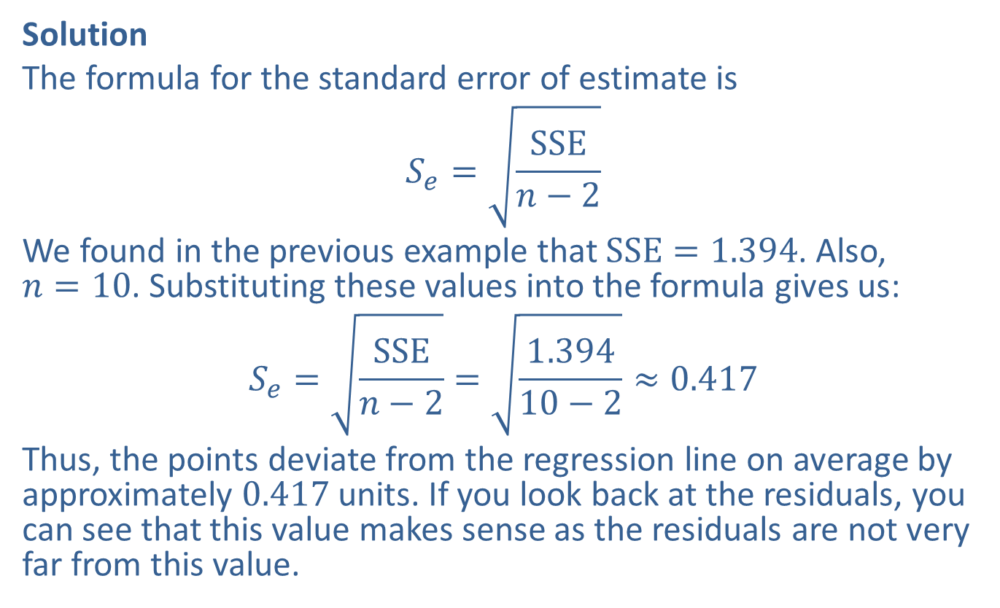 Solution
The formula for the standard error of estimate is
$S_e = \sqrt{\frac{\text{SSE}}{n - 2}}$
We found in the previous example that SSE = 1.394. Also,
$n = 10$. Substituting these values into the formula gives us:
$S_e = \sqrt{\frac{\text{SSE}}{n - 2}} = \sqrt{\frac{1.394}{10 - 2}} \approx 0.417$
Thus, the points deviate from the regression line on average by
approximately 0.417 units. If you look back at the residuals, you
can see that this value makes sense as the residuals are not very
far from this value.